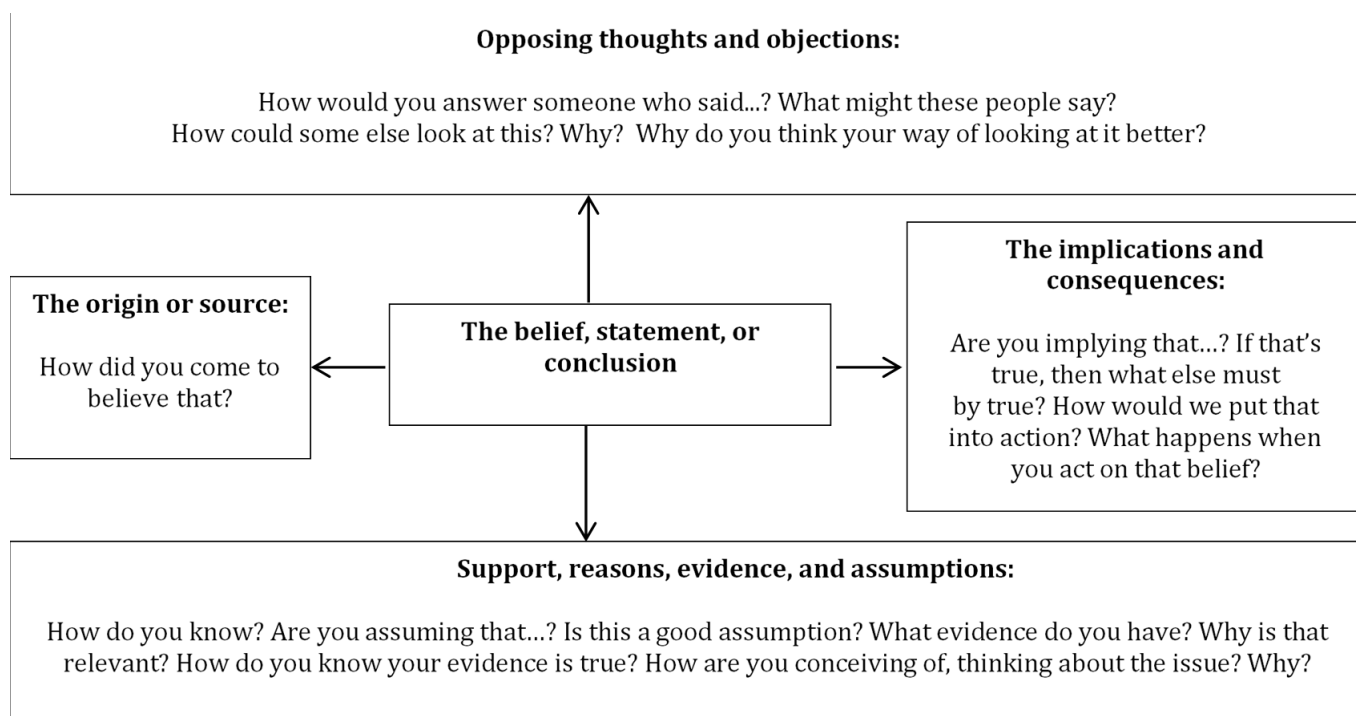 Opposing thoughts and objections:
How would you answer someone who said...? What might these people say?
How could some else look at this? Why?  Why do you think your way of looking at it better?
The origin or source:
How did you come to
believe that?
The belief, statement, or
conclusion
The implications and
consequences:
Are you implying that...? If that's
true, then what else must
by true? How would we put that
into action? What happens when
you act on that belief?
Support, reasons, evidence, and assumptions:
How do you know? Are you assuming that...? Is this a good assumption? What evidence do you have? Why is that
relevant? How do you know your evidence is true? How are you conceiving of, thinking about the issue? Why?